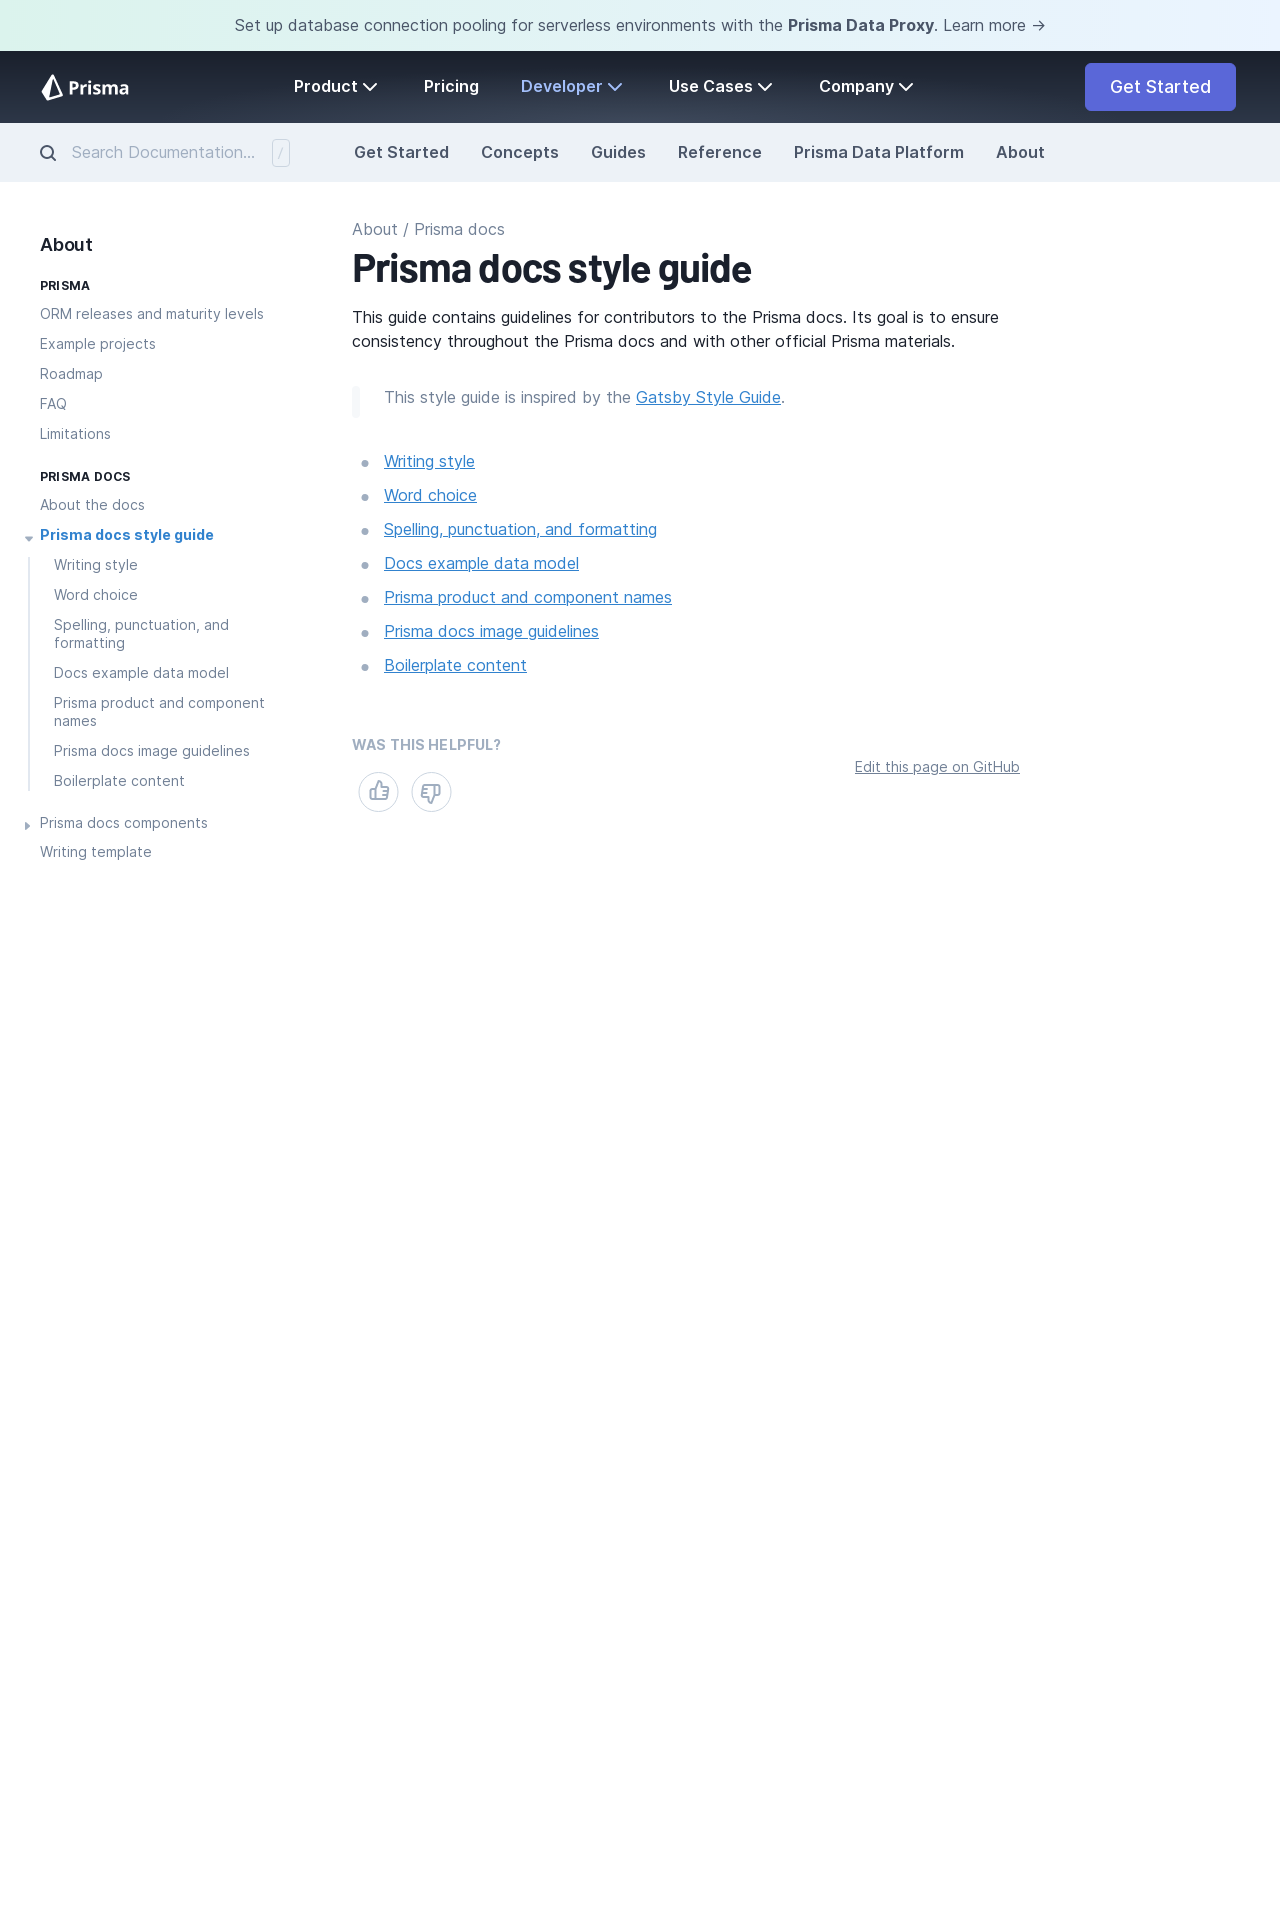 Set up database connection pooling for serverless environments with the Prisma Data Proxy. Learn more →
Prisma
Product
Pricing
Developer
Use Cases
Company
Get Started
Search Documentation...
/
Get Started
Concepts
Guides
Reference
Prisma Data Platform
About
About
PRISMA
ORM releases and maturity levels
Example projects
Roadmap
FAQ
Limitations
PRISMA DOCS
About the docs
Prisma docs style guide
Writing style
Word choice
Spelling, punctuation, and
formatting
Docs example data model
Prisma product and component
names
Prisma docs image guidelines
Boilerplate content
Prisma docs components
Writing template
About / Prisma docs
Prisma docs style guide
This guide contains guidelines for contributors to the Prisma docs. Its goal is to ensure
consistency throughout the Prisma docs and with other official Prisma materials.
This style guide is inspired by the Gatsby Style Guide.
Writing style
Word choice
Spelling, punctuation, and formatting
Docs example data model
Prisma product and component names
Prisma docs image guidelines
Boilerplate content
WAS THIS HELPFUL?
Edit this page on GitHub